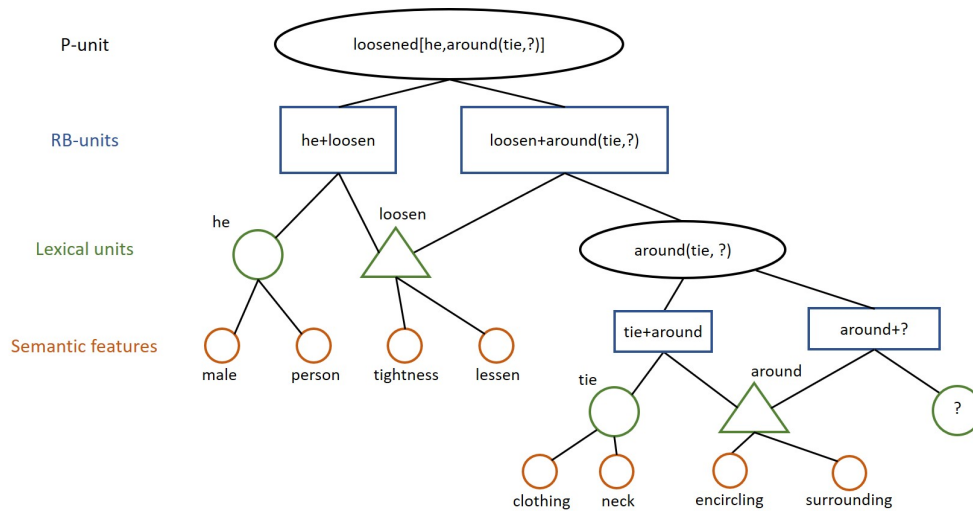 P-unit
loosened[he,around(tie,?)]
RB-units
he+loosen
loosen+around(tie,?)
he
loosen
Lexical units
around(tie, ?)
Semantic features
tie+around
around+?
male
person
tightness
lessen
tie
around
?
clothing
neck
encircling
surrounding